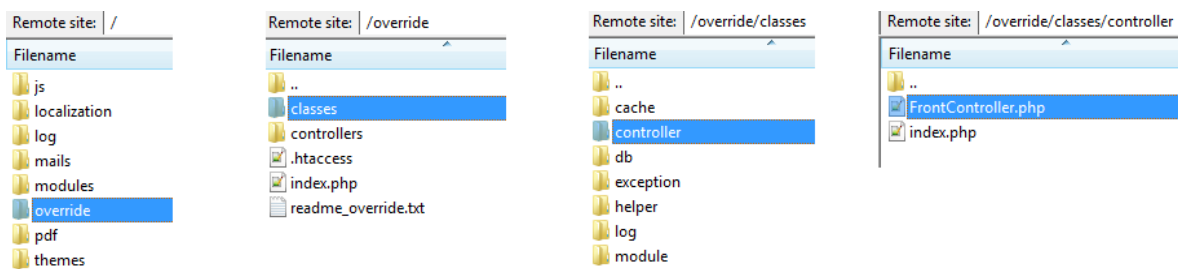 Remote site: /
Filename
js
localization
log
mails
modules
override
pdf
themes
Remote site: /override
Filename
..
classes
controllers
.htaccess
index.php
readme_override.txt
Remote site: /override/classes
Filename
..
cache
controller
db
exception
helper
log
module
Remote site: /override/classes/controller
Filename
..
FrontController.php
index.php